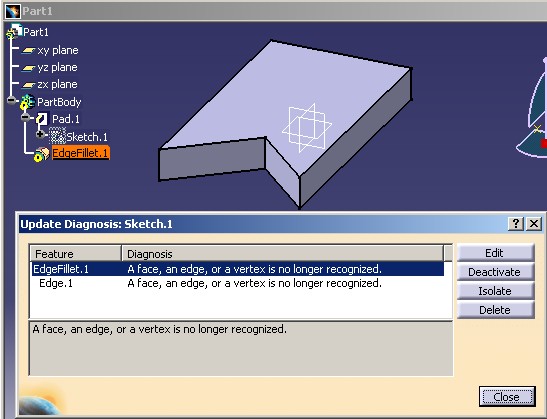 Part1
Part1
xy plane
yz plane
zx plane
PartBody
Pad.1
Sketch.1
EdgeFillet.1
Update Diagnosis: Sketch.1
Feature Diagnosis
EdgeFillet.1 A face, an edge, or a vertex is no longer recognized.
Edge.1 A face, an edge, or a vertex is no longer recognized.
A face, an edge, or a vertex is no longer recognized.
Edit
Deactivate
Isolate
Delete
Close